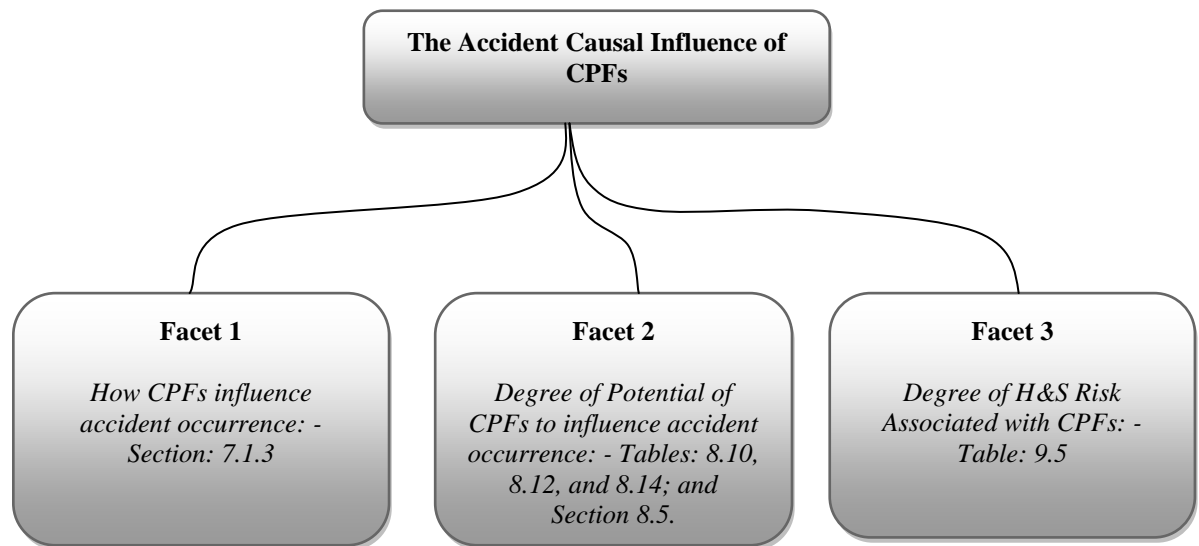 The Accident Causal Influence of
CPFs
Facet 1
How CPFs influence
accident occurrence: -
Section: 7.1.3
Facet 2
Degree of Potential of
CPFs to influence accident
occurrence: - Tables: 8.10,
8.12, and 8.14; and
Section 8.5.
Facet 3
Degree of H&S Risk
Associated with CPFs: -
Table: 9.5